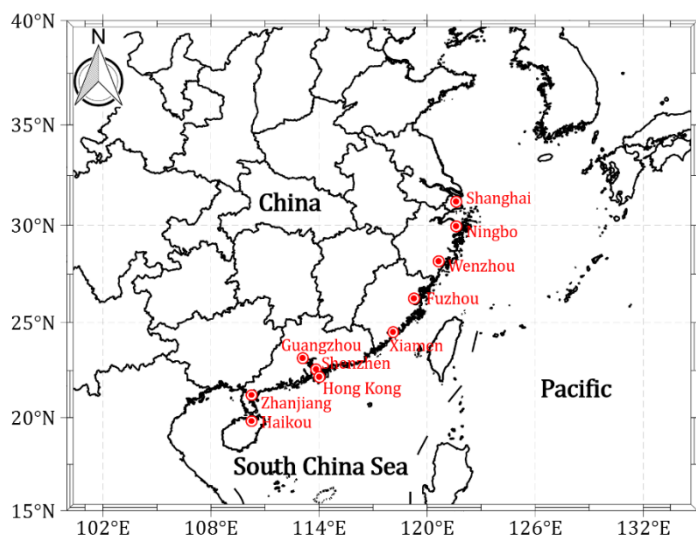 40°N
N
35°N
Shanghai
China
30°N
Ningbo
Wenzhou
Fuzhou
25°N
Guangzhou
Xiamen
Shenzhen
Hong Kong
Pacific
Zhanjiang
20°N
Haikou
South China Sea
15°N
102°E 108°E 114°E 120°E 126°E 132°E